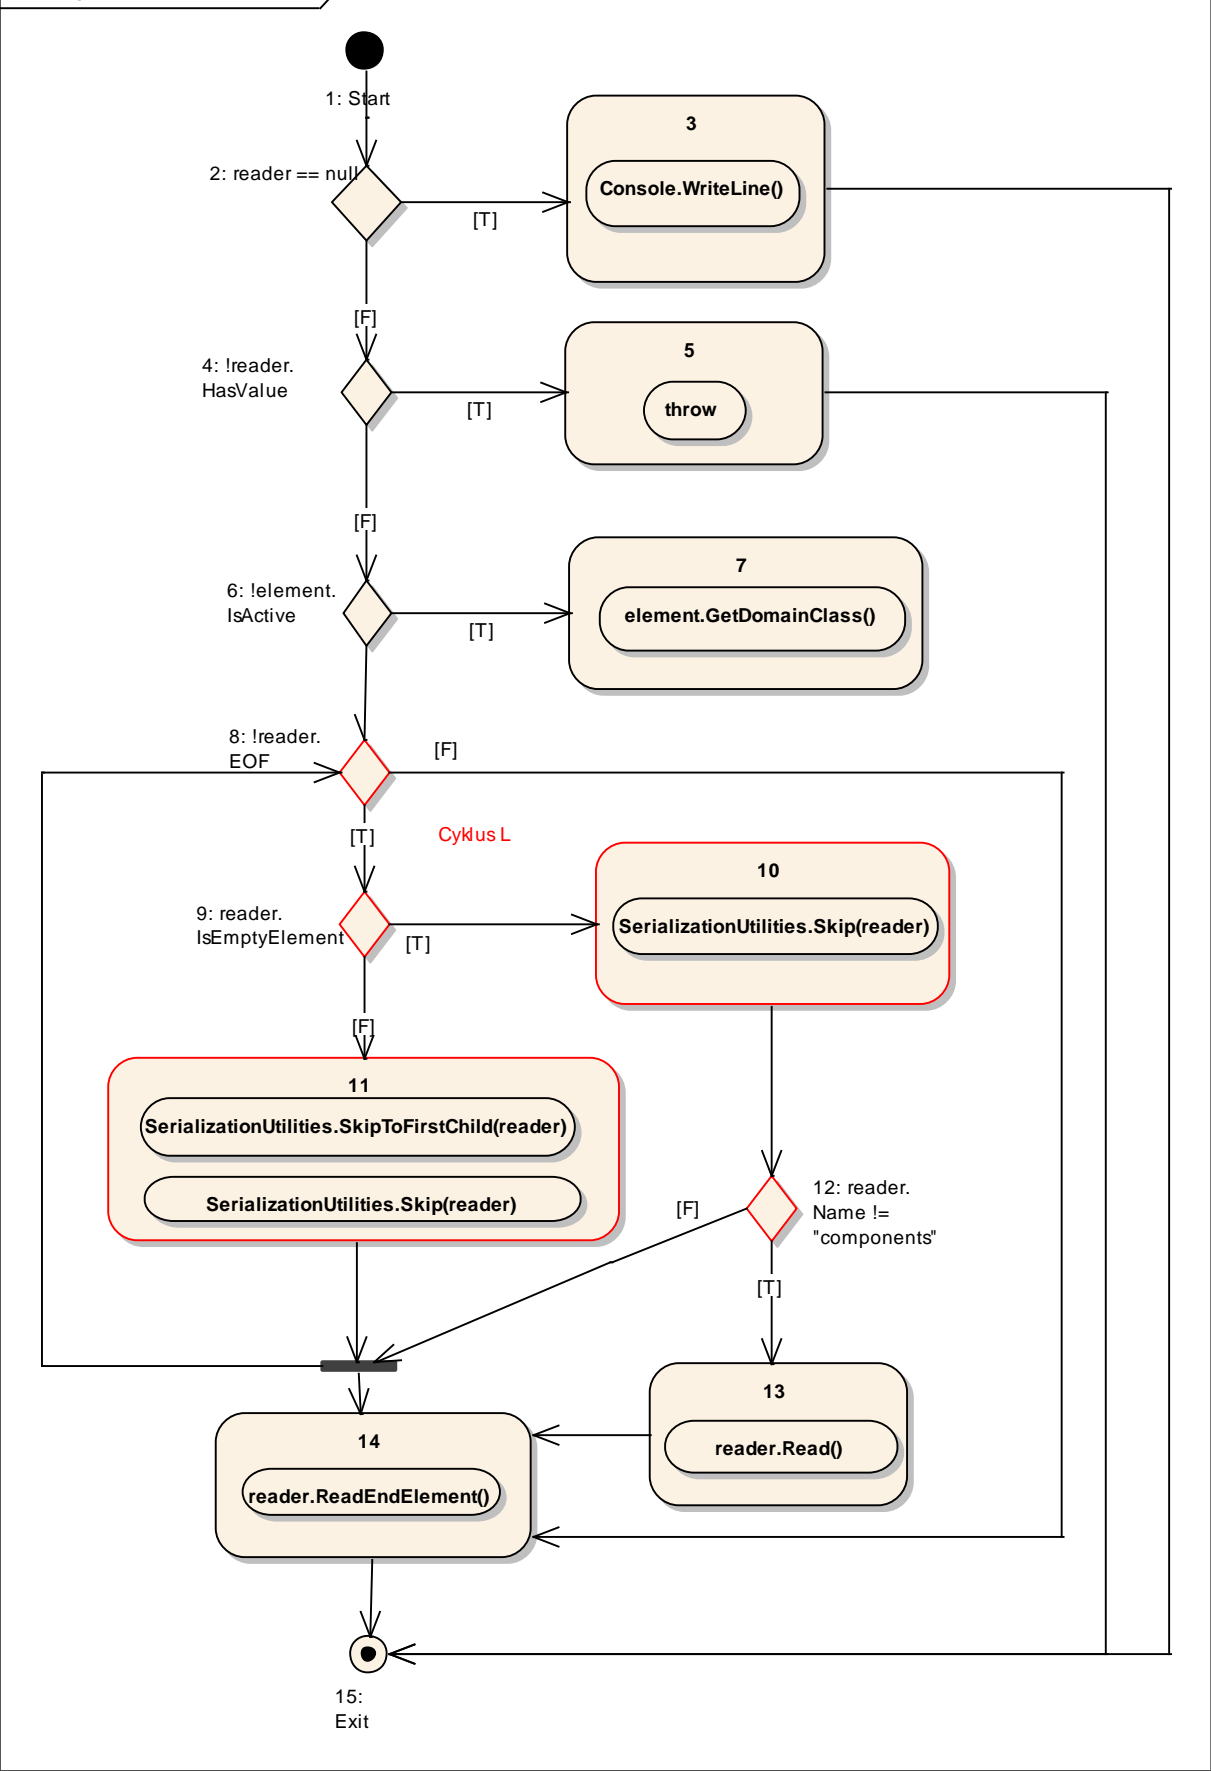 1: Start
3
Console.WriteLine()
2: reader == null
[T]
[F]
4: !reader.
HasValue
5
throw
[T]
[F]
6: !element.
IsActive
7
element.GetDomainClass()
[T]
8: !reader.
EOF
[F]
[T]
Cyklus L
10
SerializationUtilities.Skip(reader)
9: reader.
IsEmptyElement
[T]
[F]
11
SerializationUtilities.SkipToFirstChild(reader)
SerializationUtilities.Skip(reader)
12: reader.
Name !=
"components"
[F]
[T]
13
reader.Read()
14
reader.ReadEndElement()
15:
Exit